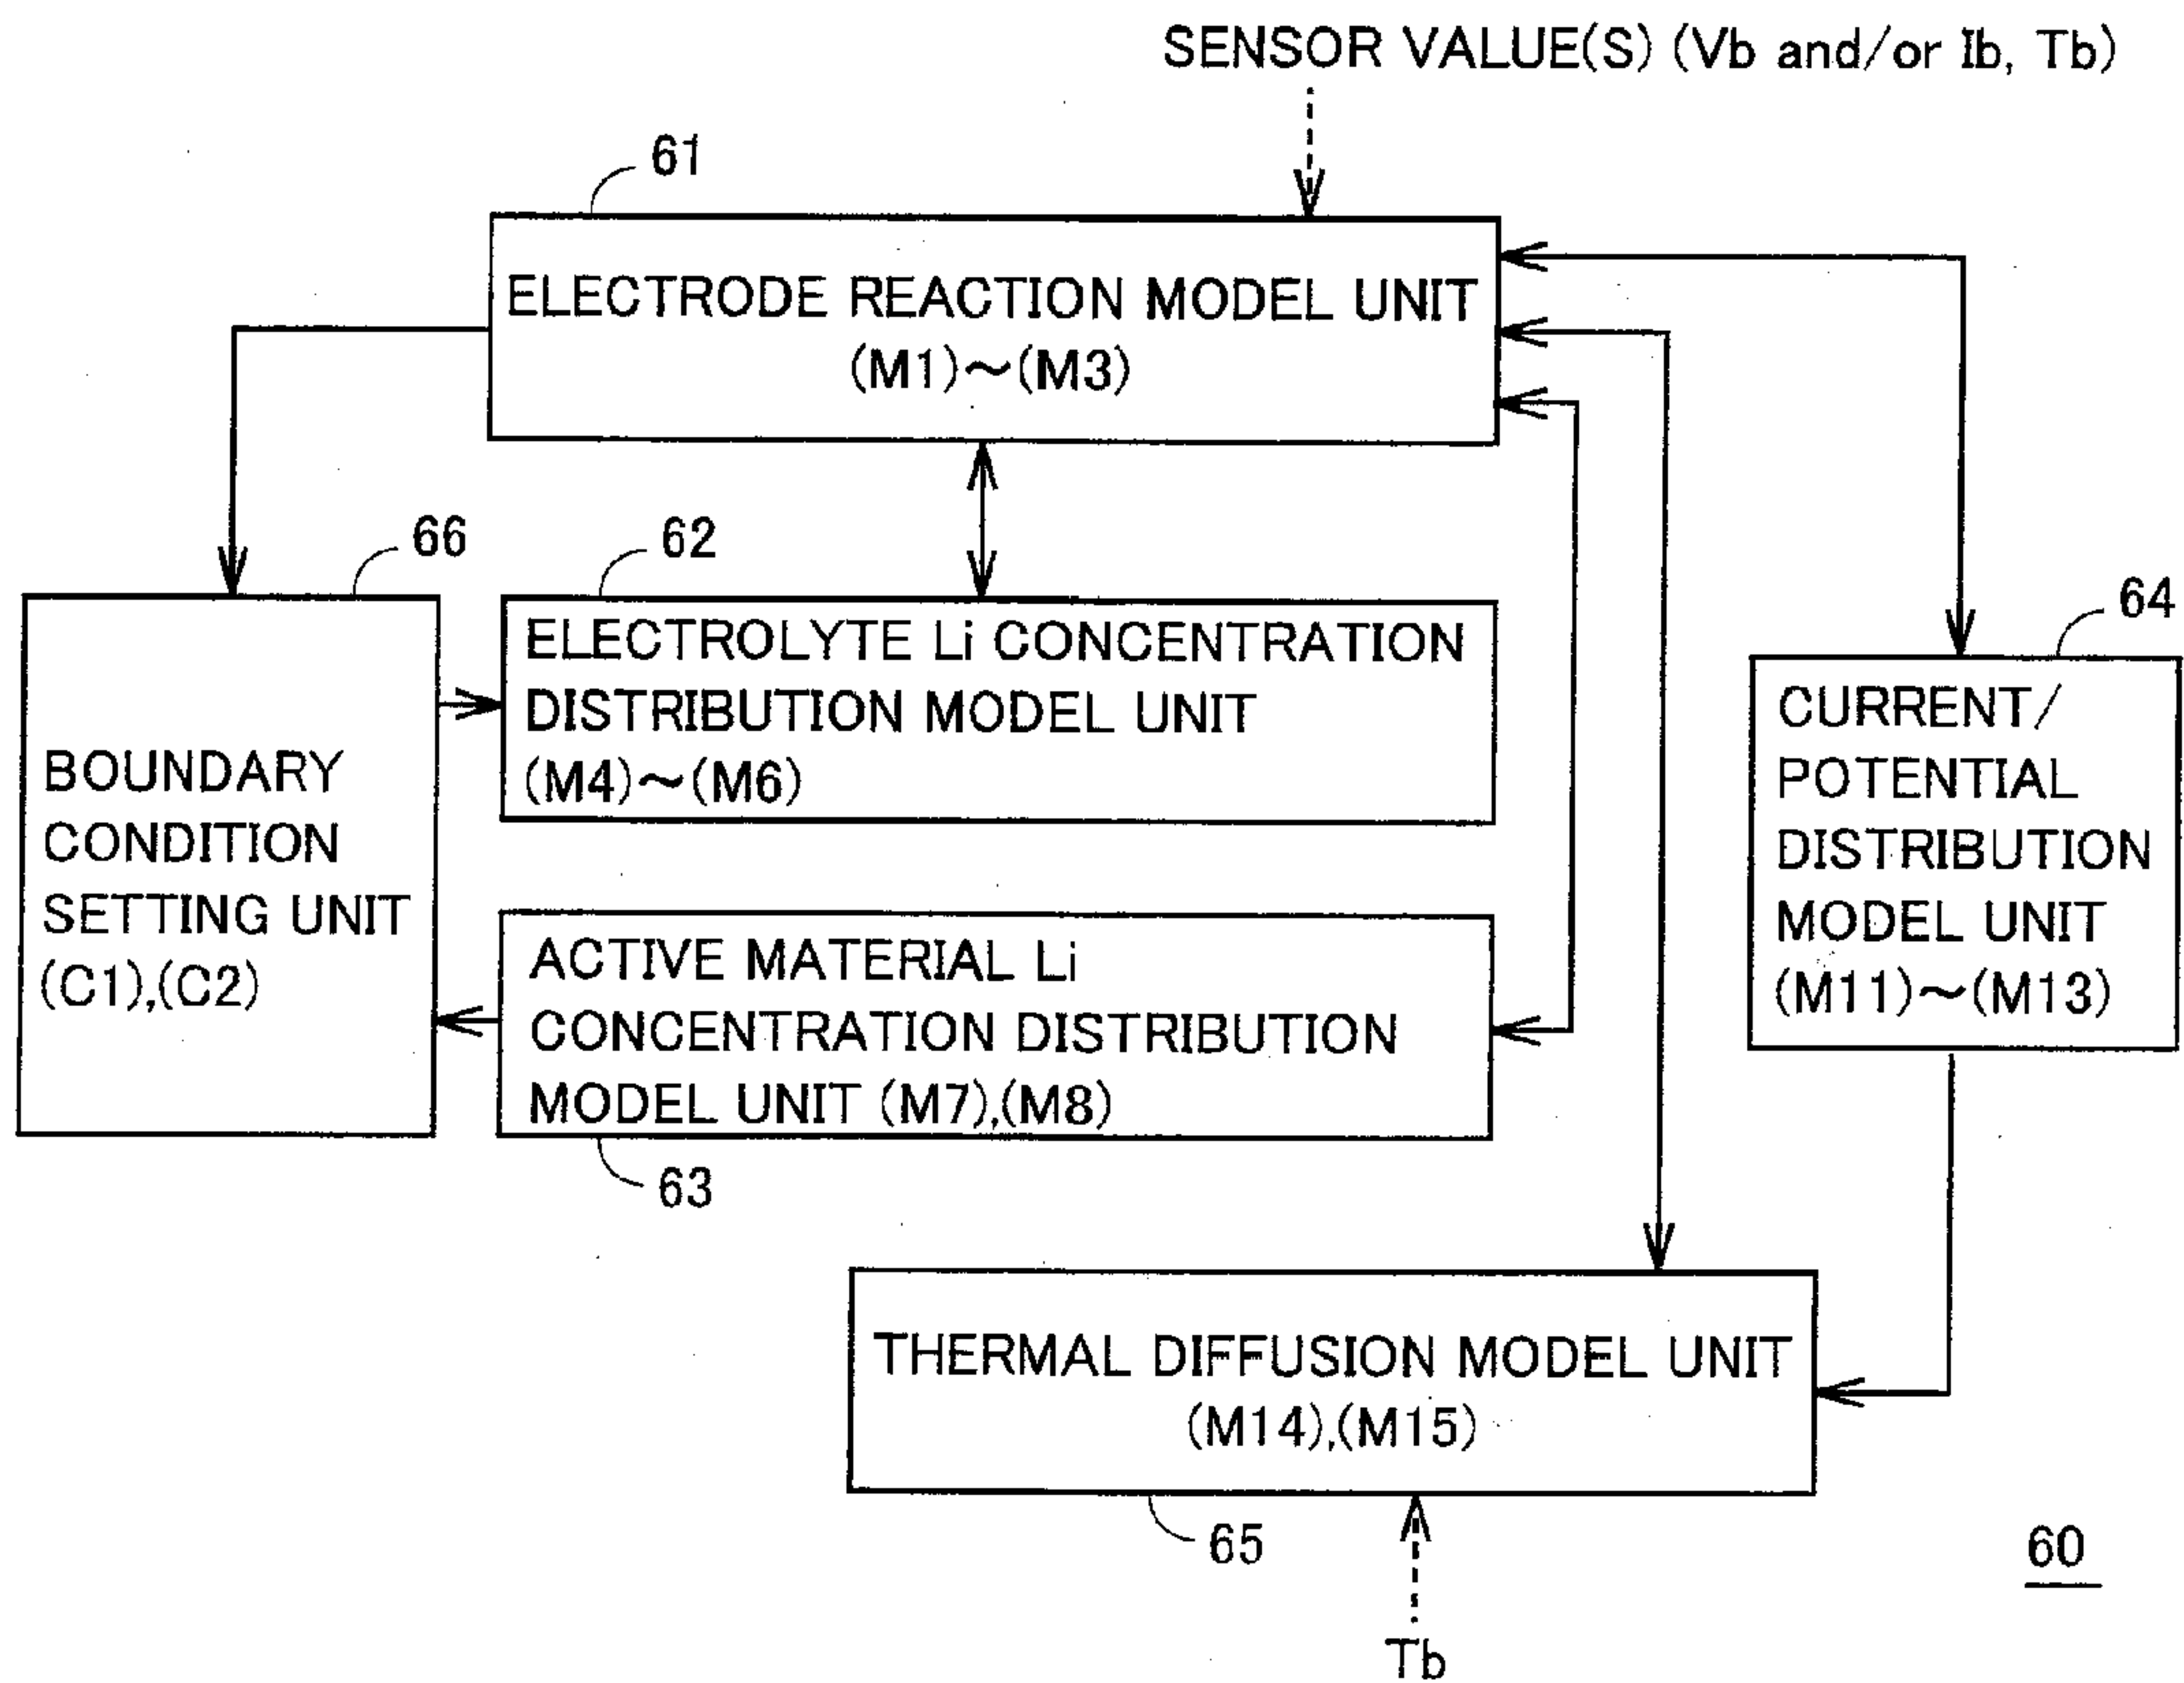 SENSOR VALUE(S) (Vb and/or Ib, Tb)
61
ELECTRODE REACTION MODEL UNIT
(M1)～(M3)
66
62
64
BOUNDARY
CONDITION
SETTING UNIT
(C1),(C2)
ELECTROLYTE Li CONCENTRATION
DISTRIBUTION MODEL UNIT
(M4)～(M6)
CURRENT/
POTENTIAL
DISTRIBUTION
MODEL UNIT
(M11)～(M13)
ACTIVE MATERIAL Li
CONCENTRATION DISTRIBUTION
MODEL UNIT (M7),(M8)
63
THERMAL DIFFUSION MODEL UNIT
(M14),(M15)
65
60
Tb